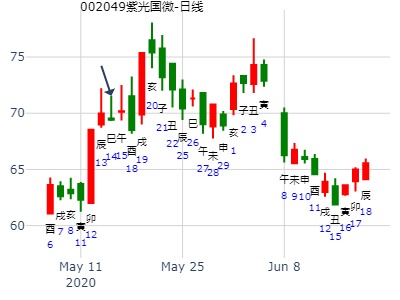 002049紫光国微-日线
75
70
65
60
酉 6
戌 7
亥 8
寅 11
卯 12
辰 13
巳 14
午 15
酉 18
戌 19
亥 20
子 21
丑 22
辰 25
巳 26
午 27
未 28
申 29
亥 1
子 2
丑 3
寅 4
午 8
未 9
申 10
酉 11
戌 12
丑 15
寅 16
卯 17
辰 18
May 11
2020
May 25
Jun 8